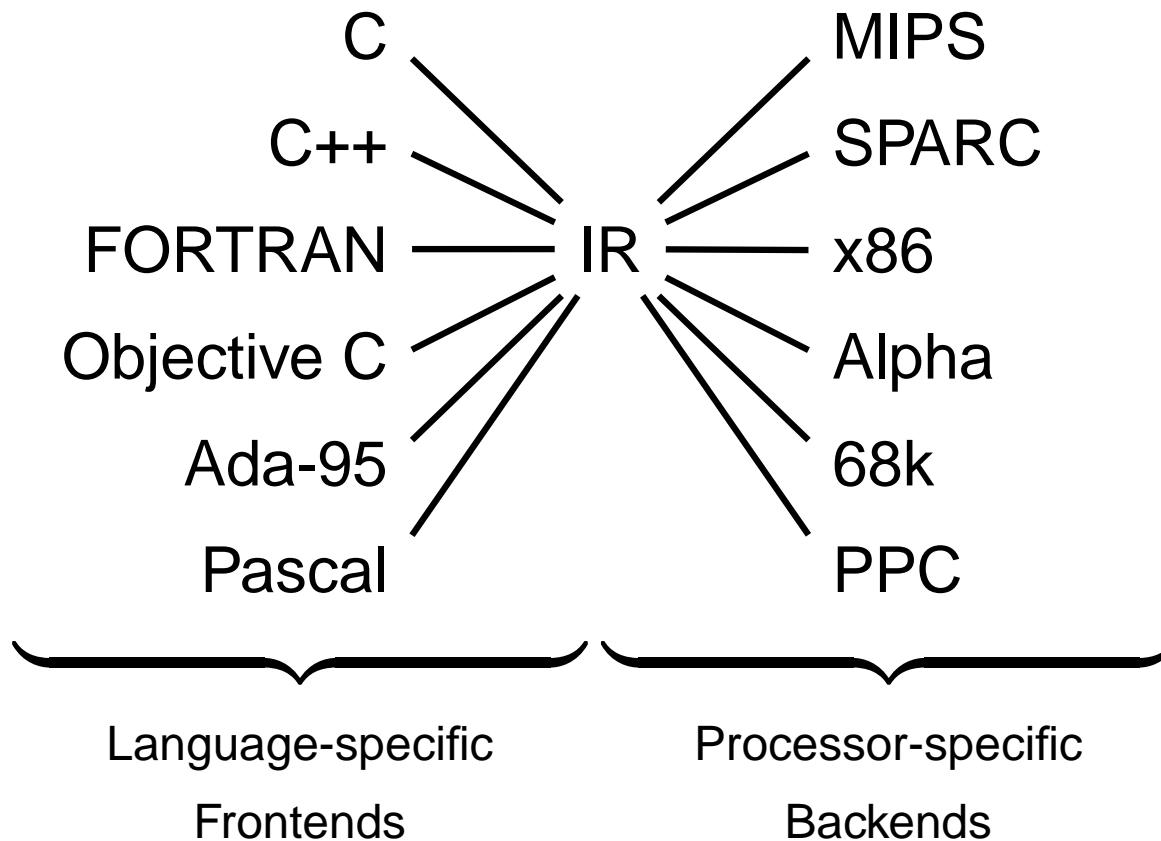 C
C++
FORTRAN
Objective C
Ada-95
Pascal
IR
MIPS
SPARC
x86
Alpha
68k
PPC
Language-specific
Frontends
Processor-specific
Backends